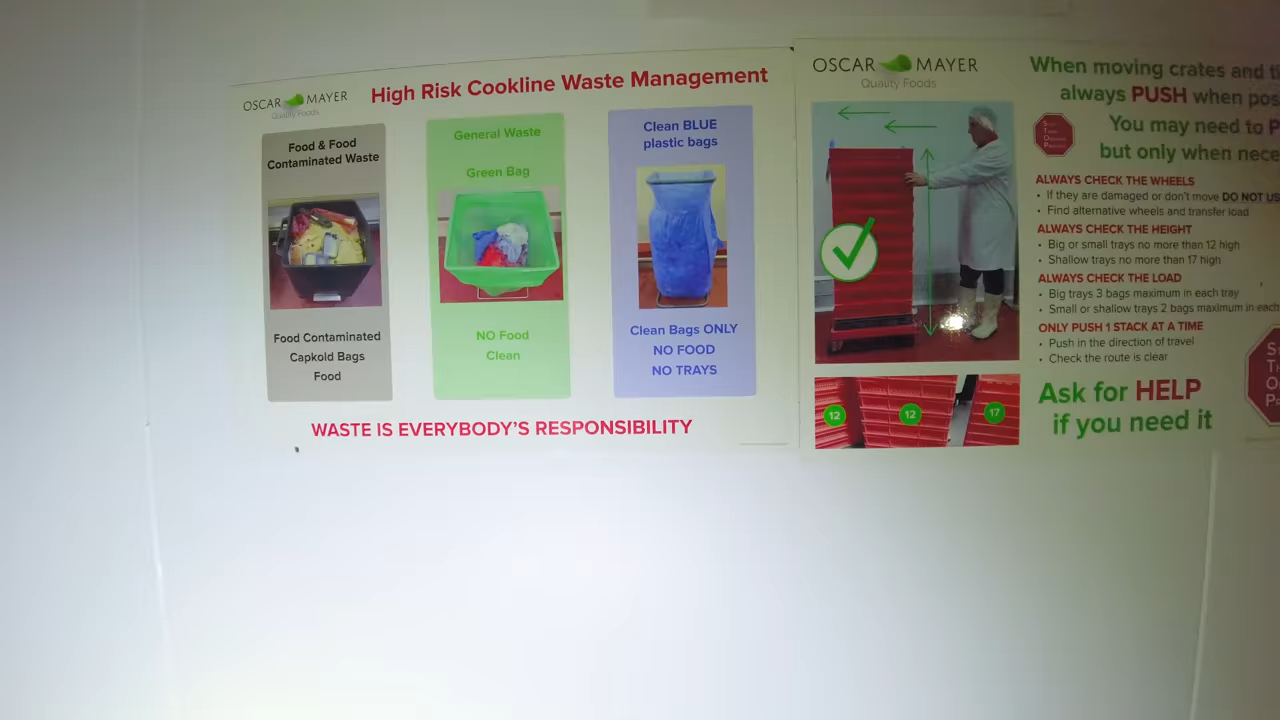 OSCAR MAYER
Quality Foods
High Risk Cookline Waste Management
Food & Food
Contaminated Waste
Food Contaminated
Capkold Bags
Food
General Waste
Green Bag
NO Food
Clean
Clean BLUE
plastic bags
Clean Bags ONLY
NO FOOD
NO TRAYS
WASTE IS EVERYBODY'S RESPONSIBILITY
OSCAR MAYER
Quality Foods
12
12
17
When moving crates and
always PUSH when
You may need to
but only when
ALWAYS CHECK THE WHEELS
• If they are damaged or don't move DO NOT
• Find alternative wheels and transfer load
ALWAYS CHECK THE HEIGHT
• Big or small trays no more than 12 high
• Shallow trays no more than 17 high
ALWAYS CHECK THE LOAD
• Big trays 3 bags maximum in each tray
• Small or shallow trays 2 bags maximum in each
ONLY PUSH 1 STACK AT A TIME
• Push in the direction of travel
• Check the route is clear
Ask for HELP
if you need it